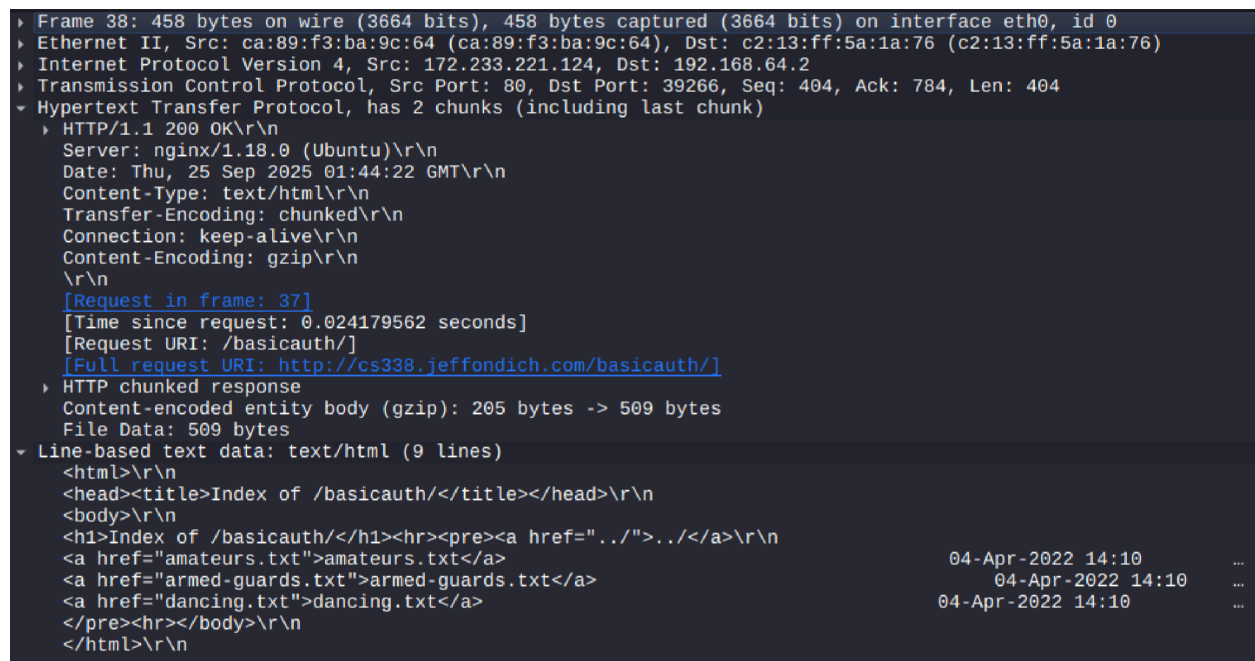 Frame 38: 458 bytes on wire (3664 bits), 458 bytes captured (3664 bits) on interface eth0, id 0
Ethernet II, Src: ca:89:f3:ba:9c:64 (ca:89:f3:ba:9c:64), Dst: c2:13:ff:5a:1a:76 (c2:13:ff:5a:1a:76)
Internet Protocol Version 4, Src: 172.233.221.124, Dst: 192.168.64.2
Transmission Control Protocol, Src Port: 80, Dst Port: 39266, Seq: 404, Ack: 784, Len: 404
Hypertext Transfer Protocol, has 2 chunks (including last chunk)
HTTP/1.1 200 OK\r\n
Server: nginx/1.18.0 (Ubuntu)\r\n
Date: Thu, 25 Sep 2025 01:44:22 GMT\r\n
Content-Type: text/html\r\n
Transfer-Encoding: chunked\r\n
Connection: keep-alive\r\n
Content-Encoding: gzip\r\n
\r\n
[Request in frame: 37]
[Time since request: 0.024179562 seconds]
[Request URI: /basicauth/]
[Full request URI: http://cs338.jeffondich.com/basicauth/]
HTTP chunked response
Content-encoded entity body (gzip): 205 bytes -> 509 bytes
File Data: 509 bytes
Line-based text data: text/html (9 lines)
<html>\r\n
<head><title>Index of /basicauth/</title></head>\r\n
<body>\r\n
<h1>Index of /basicauth/</h1><hr><pre><a href="../">../</a>\r\n
<a href="amateurs.txt">amateurs.txt</a> 04-Apr-2022 14:10 …
<a href="armed-guards.txt">armed-guards.txt</a> 04-Apr-2022 14:10 …
<a href="dancing.txt">dancing.txt</a> 04-Apr-2022 14:10 …
</pre><hr></body>\r\n
</html>\r\n